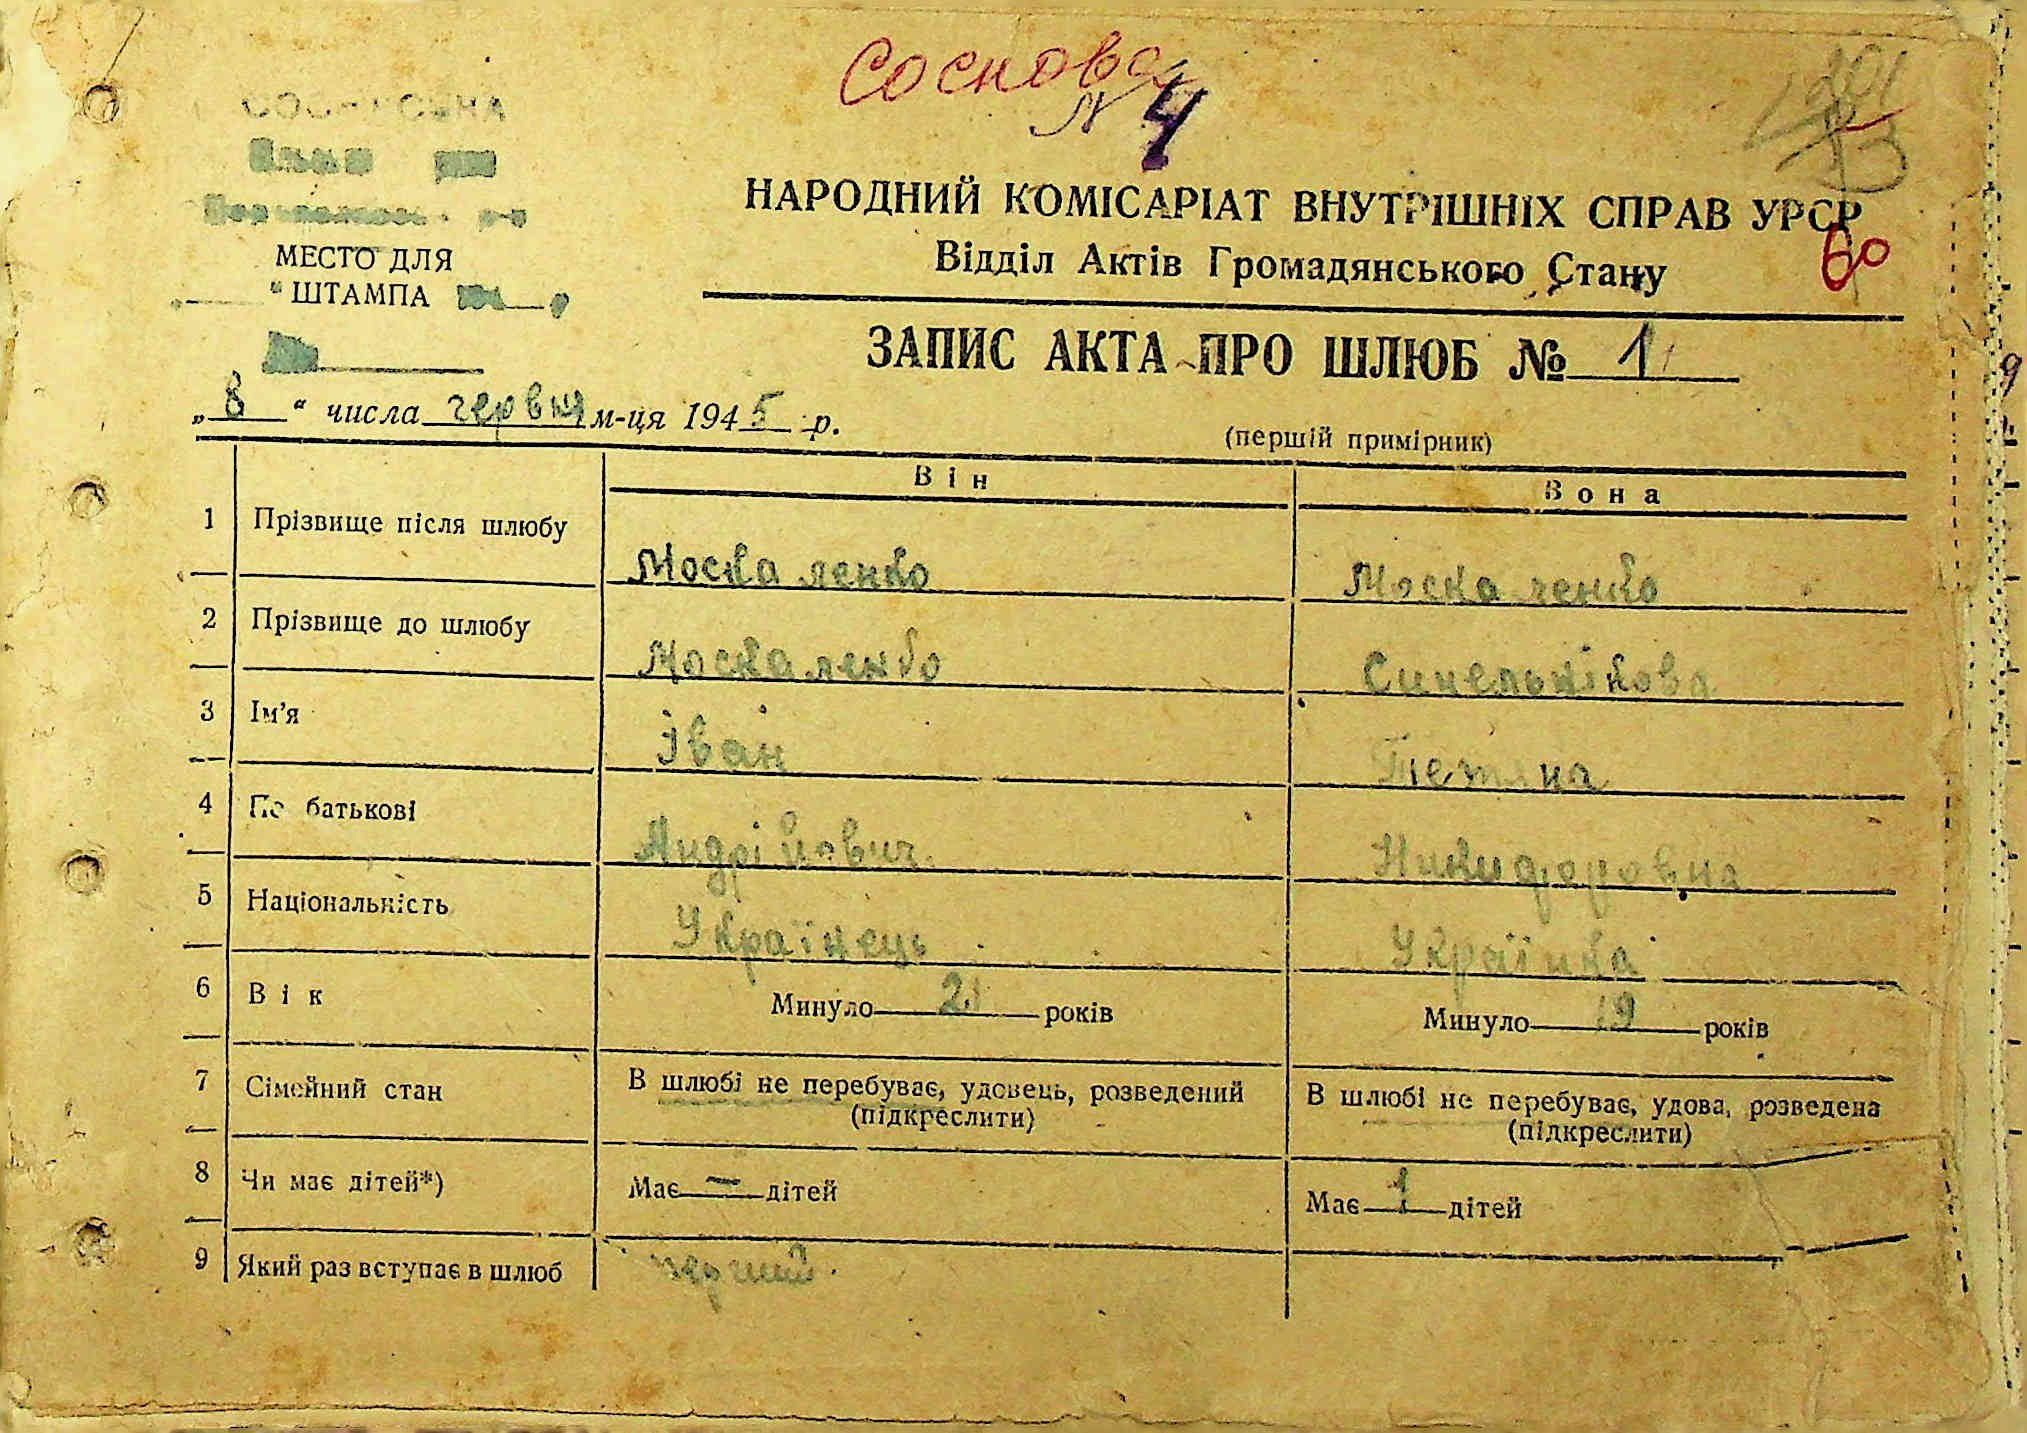 Соснова
N 4
НАРОДНИЙ КОМІСАРІАТ ВНУТРІШНІХ СПРАВ УРСР
Відділ Актів Громадянського Стану
60
МЕСТО ДЛЯ
ШТАМПА
ЗАПИС АКТА ПРО ШЛЮБ № 1
„ 8 “ числа червня м-ця 1945 р.
(першій примірник)
Він Вона
1 Прізвище після шлюбу Москаленко Москаленко
2 Прізвище до шлюбу Москаленко Синельнікова
3 Ім'я Іван Тетяна
4 По батькові Андрійович Никифоровна
5 Національність Українець Українка
6 Вік Минуло 21 років Минуло 19 років
7 Сімейний стан В шлюбі не перебуває, удовець, розведений (підкреслити) В шлюбі не перебуває, удова, розведена (підкреслити)
8 Чи має дітей*) Має — дітей Має 1 дітей
9 Який раз вступає в шлюб перший.